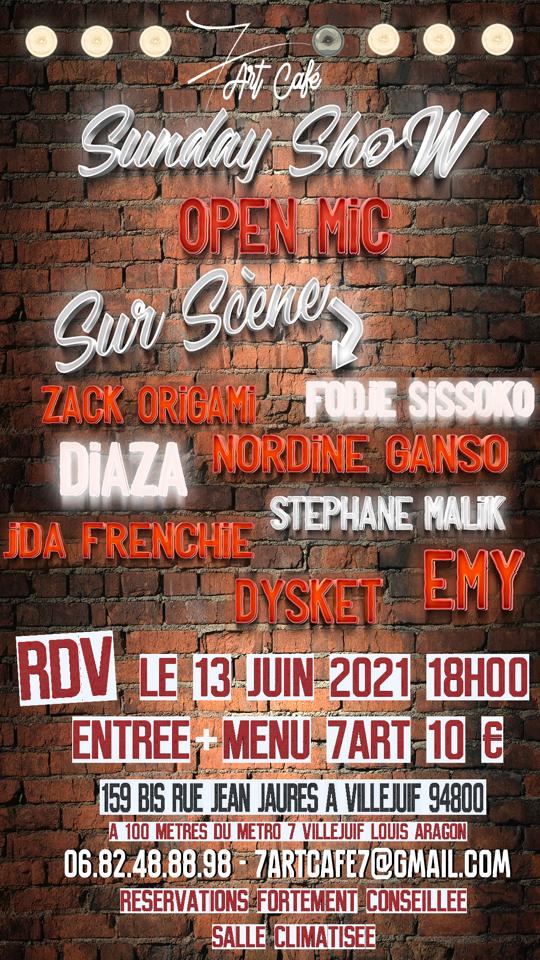 7 Art Café
Sunday ShoW
OPEN MiC
Sur Scène
ZACK ORiGAMi
FODJE SiSSOKO
DiAZA
NORDiNE GANSO
STEPHANE MALiK
JDA FRENCHiE
EMY
DYSKET
RDV LE 13 JUIN 2021 18H00
ENTREE + MENU 7ART 10 €
159 BIS RUE JEAN JAURES A VILLEJUIF 94800
A 100 METRES DU METRO 7 VILLEJUIF LOUIS ARAGON
06.82.48.88.98 - 7ARTCAFE7@GMAIL.COM
RESERVATIONS FORTEMENT CONSEILLEE
SALLE CLIMATISEE